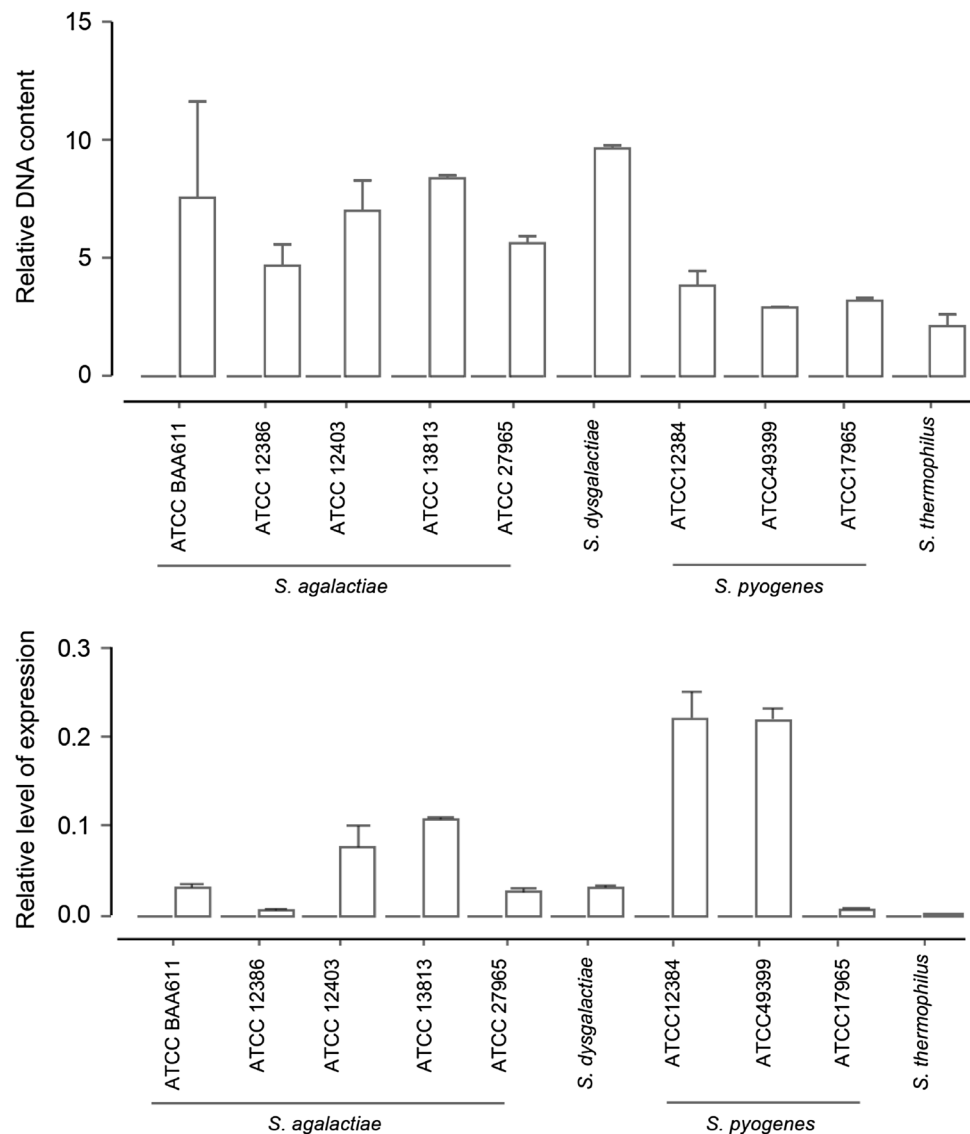 15
Relative DNA content
10
5
0
ATCC BAA611
ATCC 12386
ATCC 12403
ATCC 13813
ATCC 27965
S. dysgalactiae
ATCC12384
ATCC49399
ATCC17965
S. thermophilus
S. agalactiae
S. pyogenes
0.3
Relative level of expression
0.2
0.1
0.0
ATCC BAA611
ATCC 12386
ATCC 12403
ATCC 13813
ATCC 27965
S. dysgalactiae
ATCC12384
ATCC49399
ATCC17965
S. thermophilus
S. agalactiae
S. pyogenes